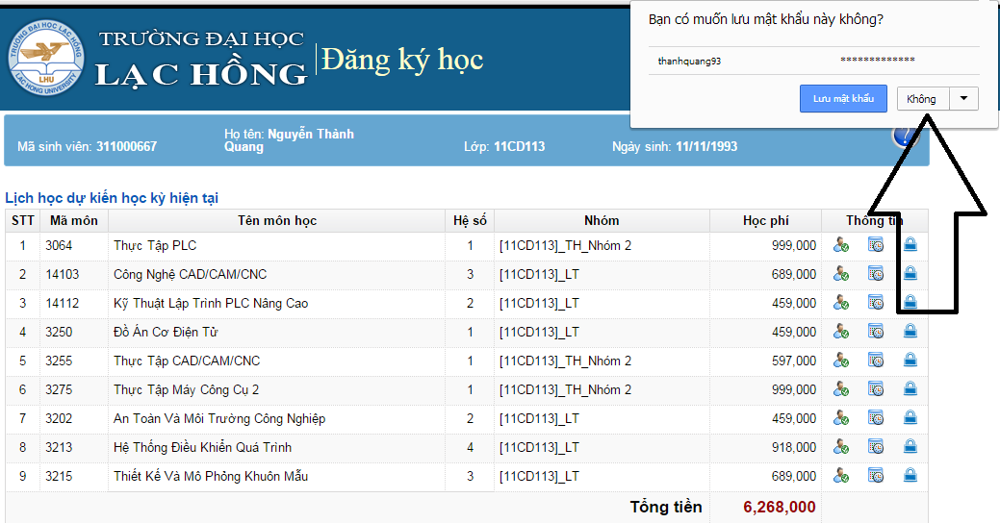 Bạn có muốn lưu mật khẩu này không?
thanhquang93 *************
Lưu mật khẩu Không
TRƯỜNG ĐẠI HỌC LẠC HỒNG
LAC HONG UNIVERSITY
LHU
TRƯỜNG ĐẠI HỌC
LẠC HỒNG
Đăng ký học
Mã sinh viên: 311000667 Họ tên: Nguyễn Thành Quang Lớp: 11CD113 Ngày sinh: 11/11/1993
Lịch học dự kiến học kỳ hiện tại
STT Mã môn Tên môn học Hệ số Nhóm Học phí Thông tin
1 3064 Thực Tập PLC 1 [11CD113]_TH_Nhóm 2 999,000
2 14103 Công Nghệ CAD/CAM/CNC 3 [11CD113]_LT 689,000
3 14112 Kỹ Thuật Lập Trình PLC Nâng Cao 2 [11CD113]_LT 459,000
4 3250 Đồ Án Cơ Điện Tử 1 [11CD113]_LT 459,000
5 3255 Thực Tập CAD/CAM/CNC 1 [11CD113]_TH_Nhóm 2 597,000
6 3275 Thực Tập Máy Công Cụ 2 1 [11CD113]_TH_Nhóm 2 999,000
7 3202 An Toàn Và Môi Trường Công Nghiệp 2 [11CD113]_LT 459,000
8 3213 Hệ Thống Điều Khiển Quá Trình 4 [11CD113]_LT 918,000
9 3215 Thiết Kế Và Mô Phỏng Khuôn Mẫu 3 [11CD113]_LT 689,000
Tổng tiền 6,268,000